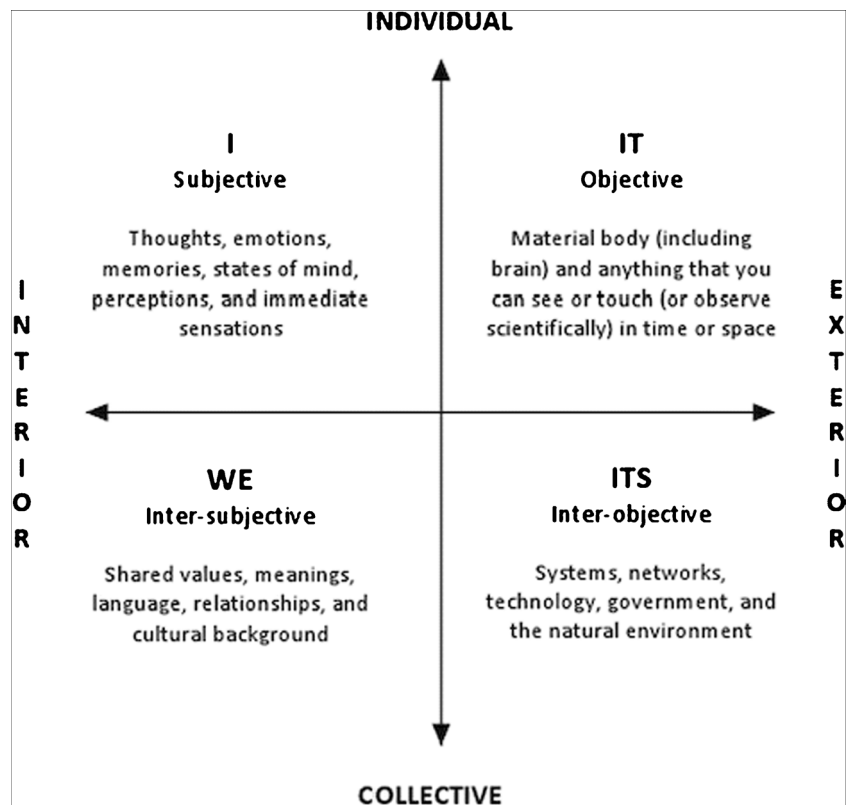 INDIVIDUAL
I
Subjective
Thoughts, emotions,
memories, states of mind,
perceptions, and immediate
sensations
IT
Objective
Material body (including
brain) and anything that you
can see or touch (or observe
scientifically) in time or space
INTERIOR
EXTERIOR
WE
Inter-subjective
Shared values, meanings,
language, relationships, and
cultural background
ITS
Inter-objective
Systems, networks,
technology, government, and
the natural environment
COLLECTIVE